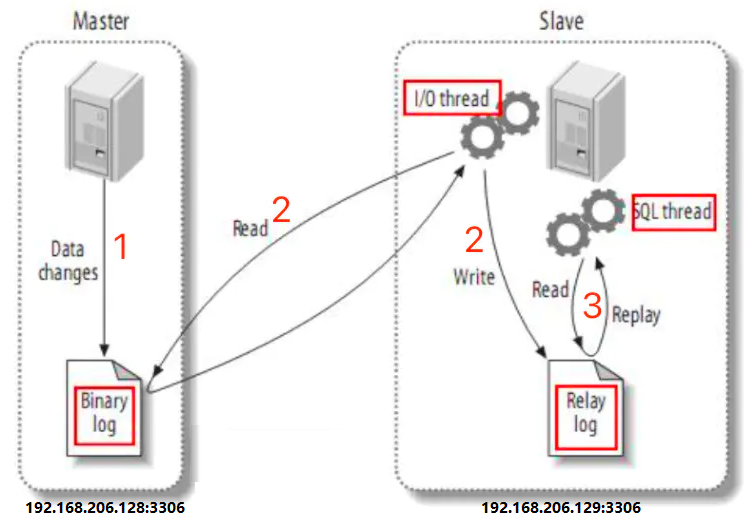 Master
Slave
I/O thread
SQL thread
Data
changes
1
Read
2
2
Write
Read
3
Replay
Binary
log
Relay
log
192.168.206.128:3306
192.168.206.129:3306